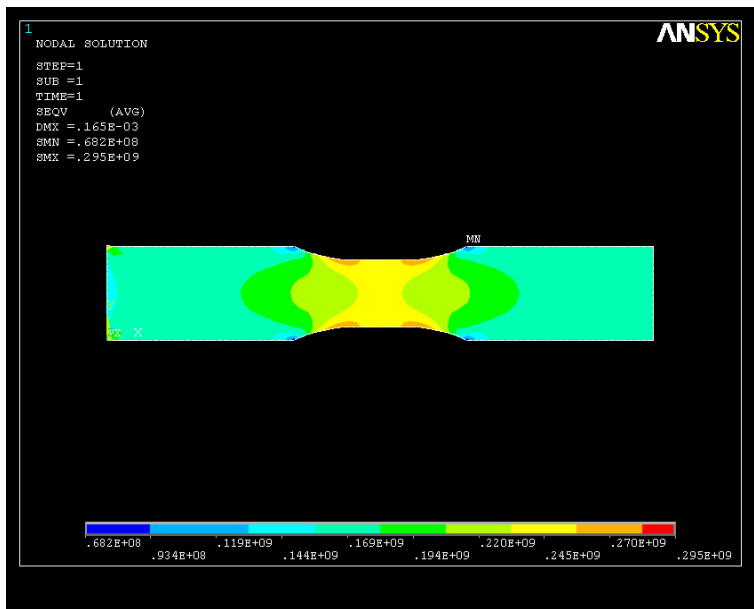 1
ANSYS
NODAL SOLUTION
STEP=1
SUB =1
TIME=1
SEQV (AVG)
DMX =.165E-03
SMN =.682E+08
SMX =.295E+09
MN
X
.682E+08 .119E+09 .169E+09 .220E+09 .270E+09
.934E+08 .144E+09 .194E+09 .245E+09 .295E+09